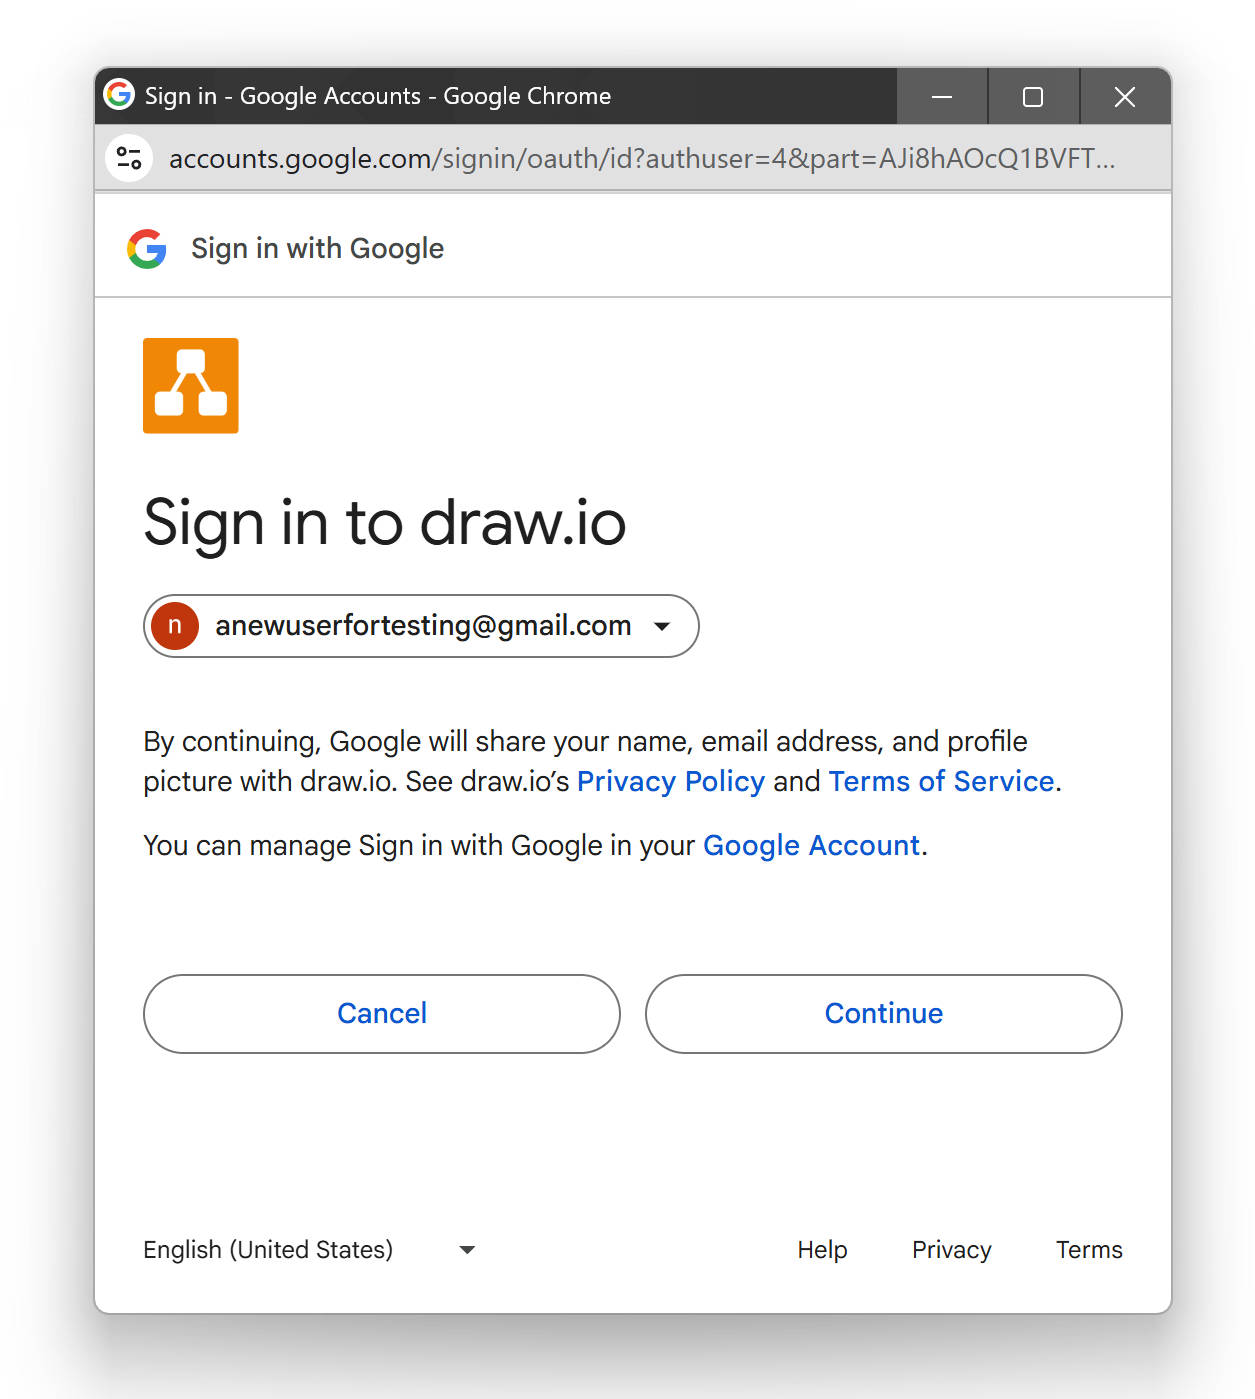 Sign in - Google Accounts - Google Chrome
accounts.google.com/signin/oauth/id?authuser=4&part=AJi8hAOcQ1BVFT...
Sign in with Google
Sign in to draw.io
n anewuserfortesting@gmail.com
By continuing, Google will share your name, email address, and profile
picture with draw.io. See draw.io’s Privacy Policy and Terms of Service.
You can manage Sign in with Google in your Google Account.
Cancel Continue
English (United States) Help Privacy Terms